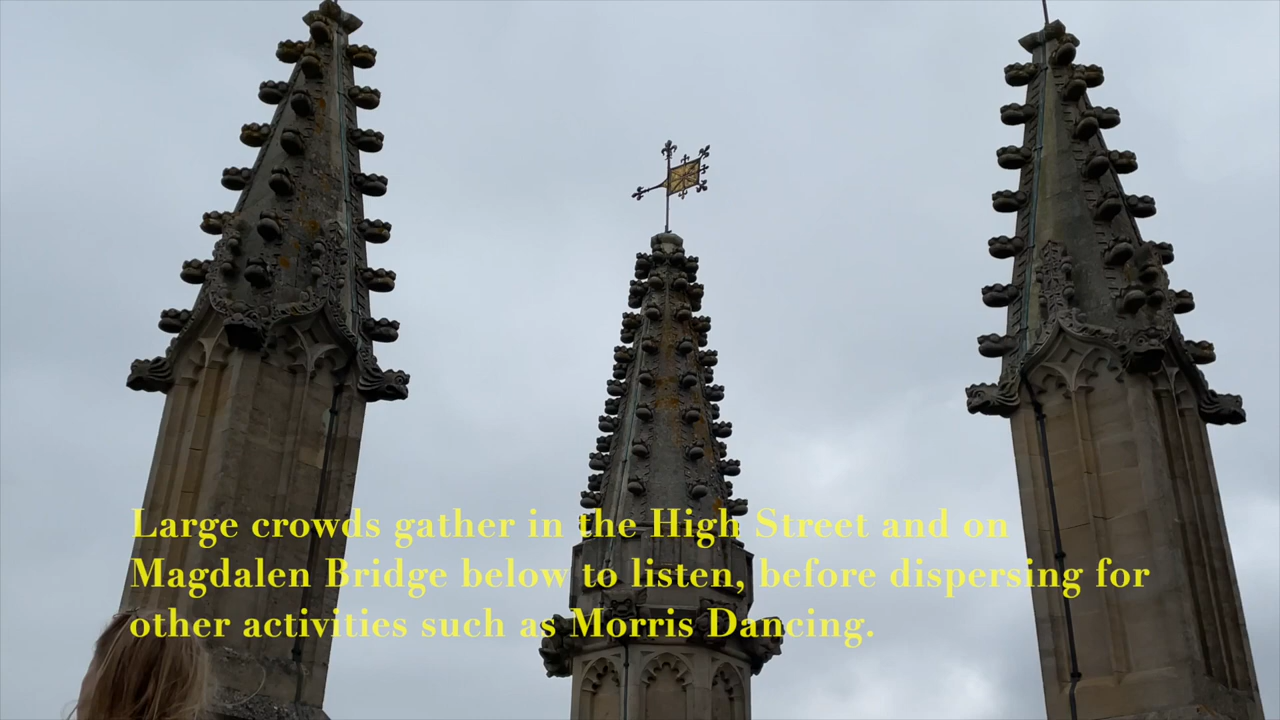 Large crowds gather in the High Street and on
Magdalen Bridge below to listen, before dispersing for
other activities such as Morris Dancing.